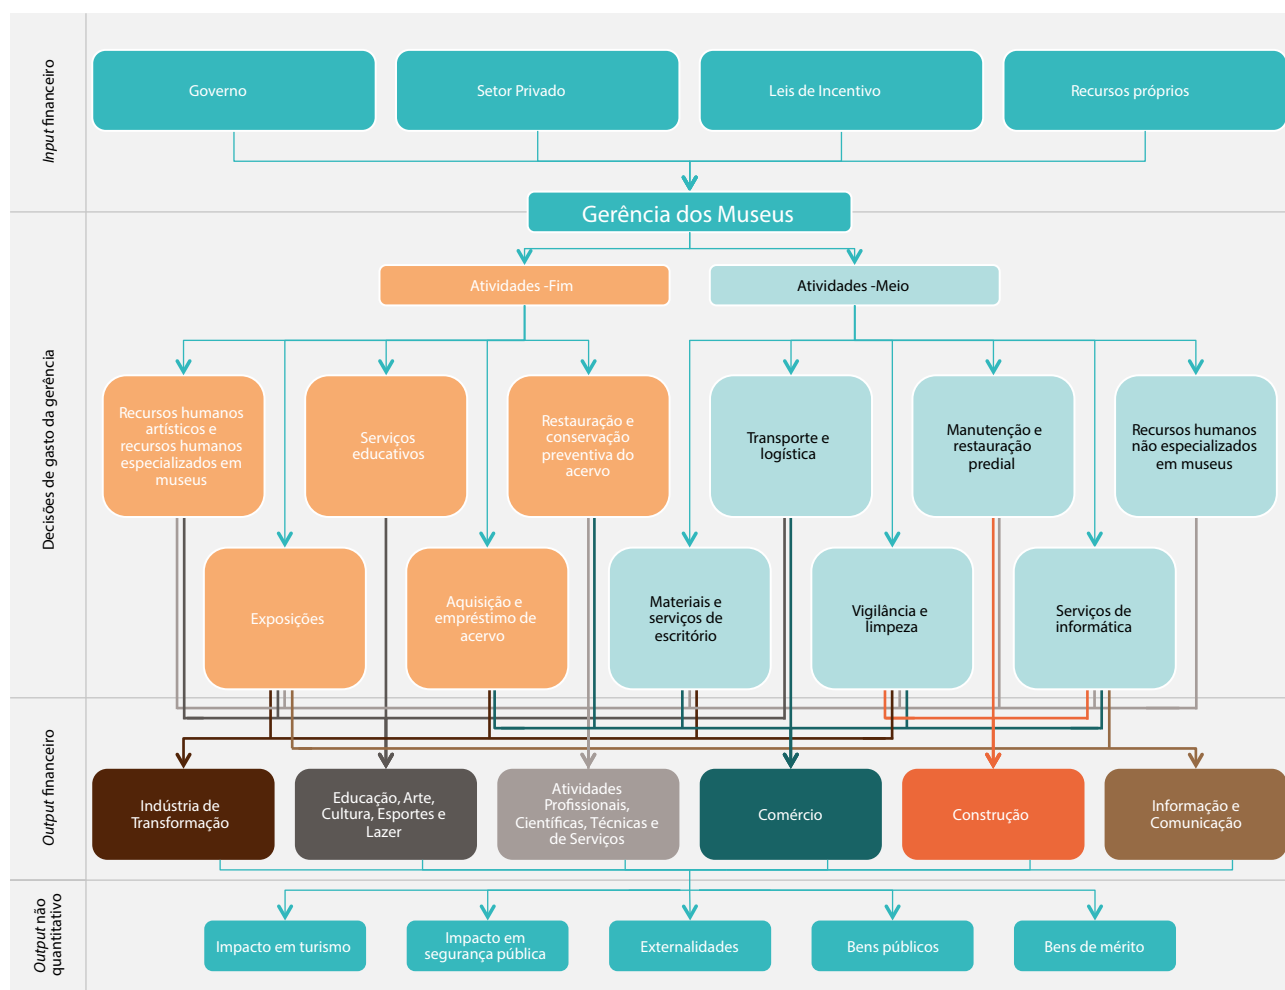 Input financeiro
Governo
Setor Privado
Leis de Incentivo
Recursos próprios
Gerência dos Museus
Decisões de gasto da gerência
Atividades -Fim
Atividades -Meio
Recursos humanos
artísticos e
recursos humanos
especializados em
museus
Serviços
educativos
Restauração e
conservação
preventiva do
acervo
Transporte e
logística
Manutenção e
restauração
predial
Recursos humanos
não especializados
em museus
Exposições
Aquisição e
empréstimo de
acervo
Materiais e
serviços de
escritório
Vigilância e
limpeza
Serviços de
informática
Output financeiro
Indústria de
Transformação
Educação, Arte,
Cultura, Esportes e
Lazer
Atividades
Profissionais,
Científicas, Técnicas e
de Serviços
Comércio
Construção
Informação e
Comunicação
Output não
quantitativo
Impacto em turismo
Impacto em
segurança pública
Externalidades
Bens públicos
Bens de mérito